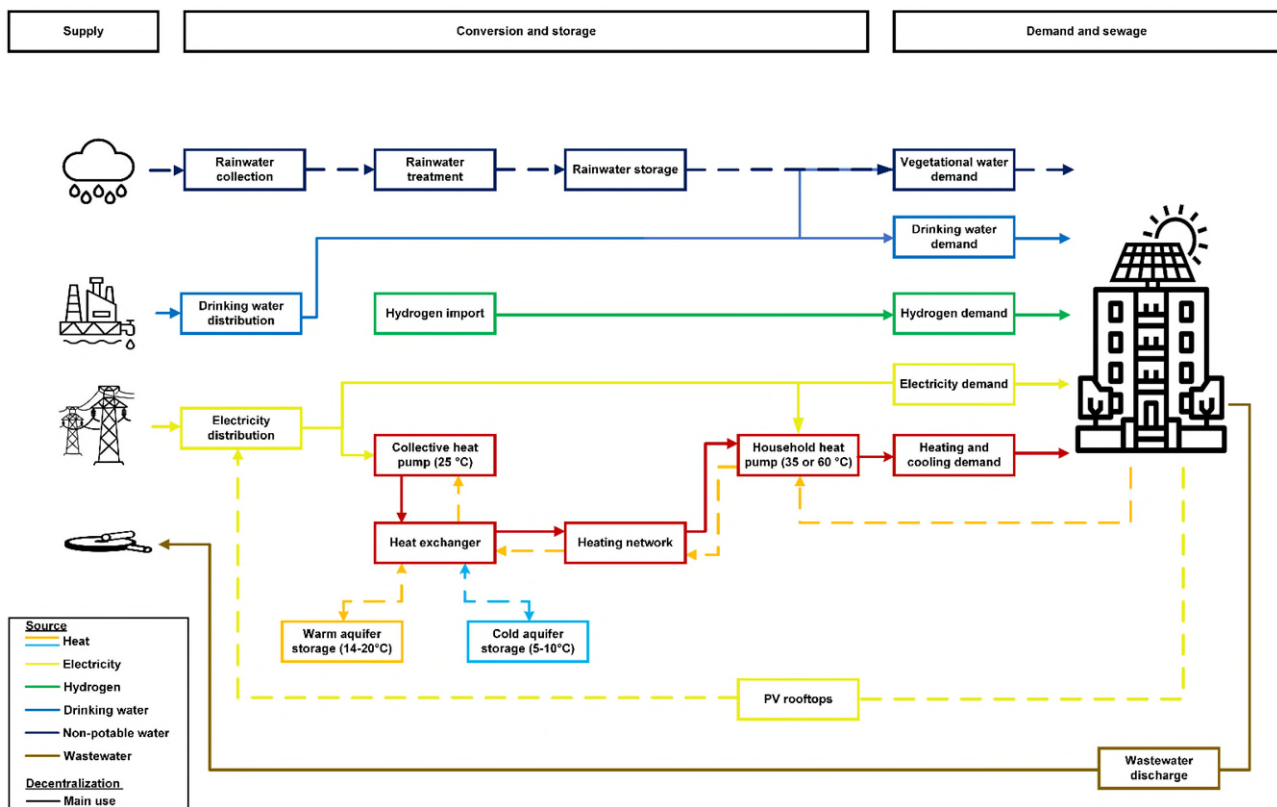 Supply
Conversion and storage
Demand and sewage
Rainwater
collection
Rainwater
treatment
Rainwater storage
Vegetational water
demand
Drinking water
demand
Drinking water
distribution
Hydrogen import
Hydrogen demand
Electricity demand
Electricity
distribution
Collective heat
pump (25 °C)
Household heat
pump (35 or 60 °C)
Heating and
cooling demand
Heat exchanger
Heating network
Warm aquifer
storage (14-20°C)
Cold aquifer
storage (5-10°C)
PV rooftops
Wastewater
discharge
Source
Heat
Electricity
Hydrogen
Drinking water
Non-potable water
Wastewater
Decentralization
Main use